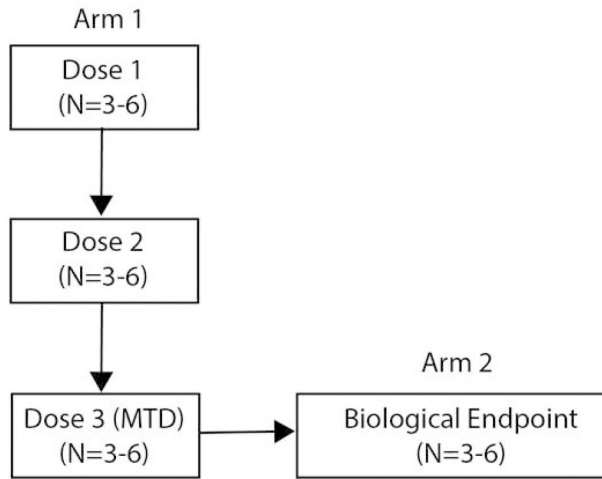 Arm 1
Dose 1
(N=3-6)
Dose 2
(N=3-6)
Arm 2
Dose 3 (MTD)
(N=3-6)
Biological Endpoint
(N=3-6)